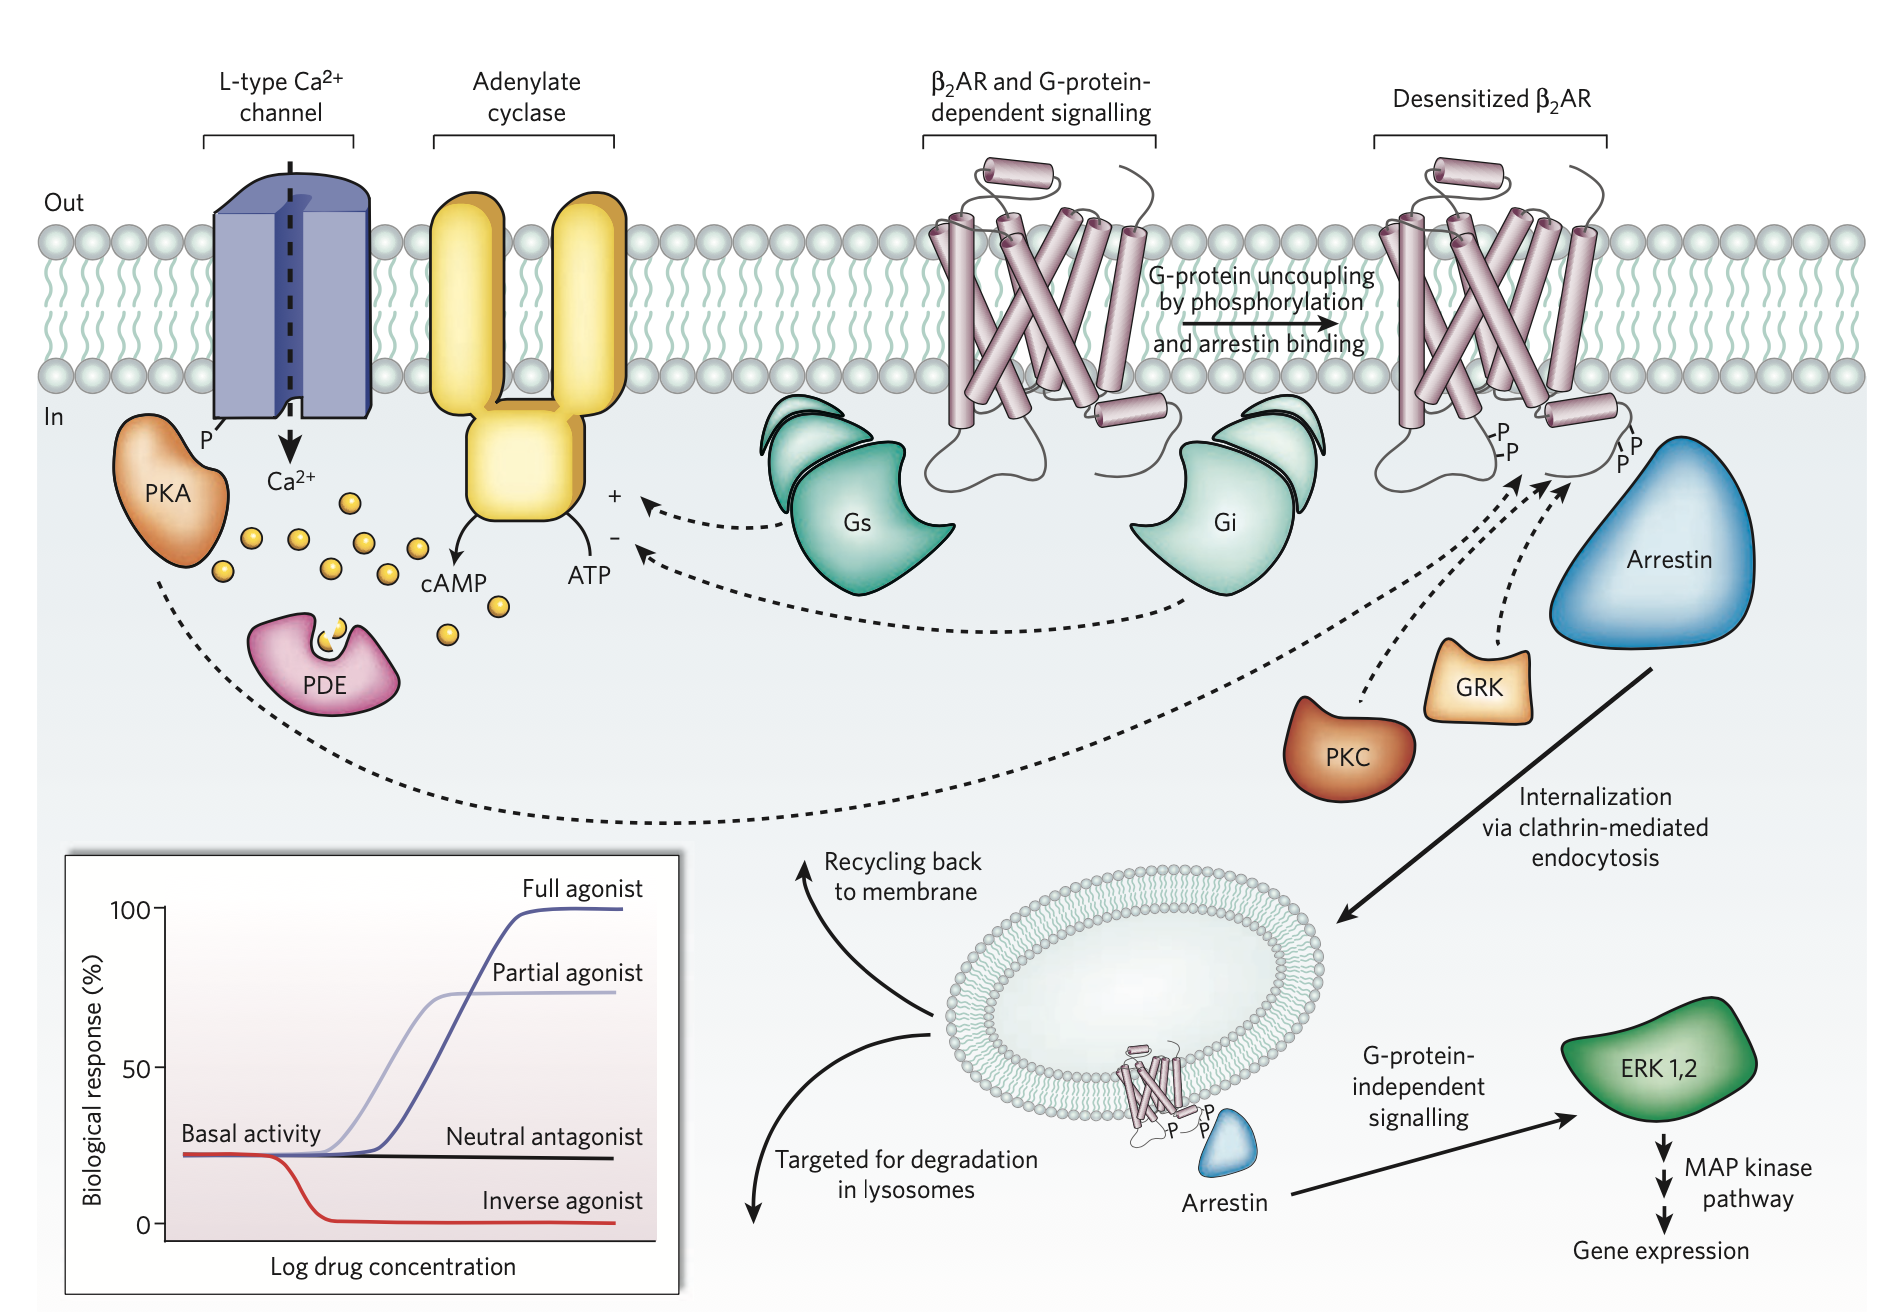 L-type Ca²⁺
channel
Adenylate
cyclase
β₂AR and G-protein-
dependent signalling
Desensitized β₂AR
Out
G-protein uncoupling
by phosphorylation
and arrestin binding
In
P
Ca²⁺
PKA
+
–
cAMP
ATP
Gs
Gi
P
P
P
P
P
Arrestin
PDE
GRK
PKC
Internalization
via clathrin-mediated
endocytosis
Recycling back
to membrane
Targeted for degradation
in lysosomes
P
P
P
Arrestin
G-protein-
independent
signalling
ERK 1,2
MAP kinase
pathway
Gene expression
Biological response (%)
100
50
0
Full agonist
Partial agonist
Basal activity
Neutral antagonist
Inverse agonist
Log drug concentration